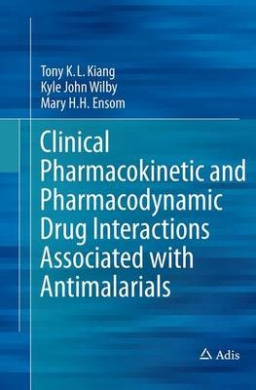 Tony K. L. Kiang
Kyle John Wilby
Mary H.H. Ensom
Clinical
Pharmacokinetic and
Pharmacodynamic
Drug Interactions
Associated with
Antimalarials
Adis